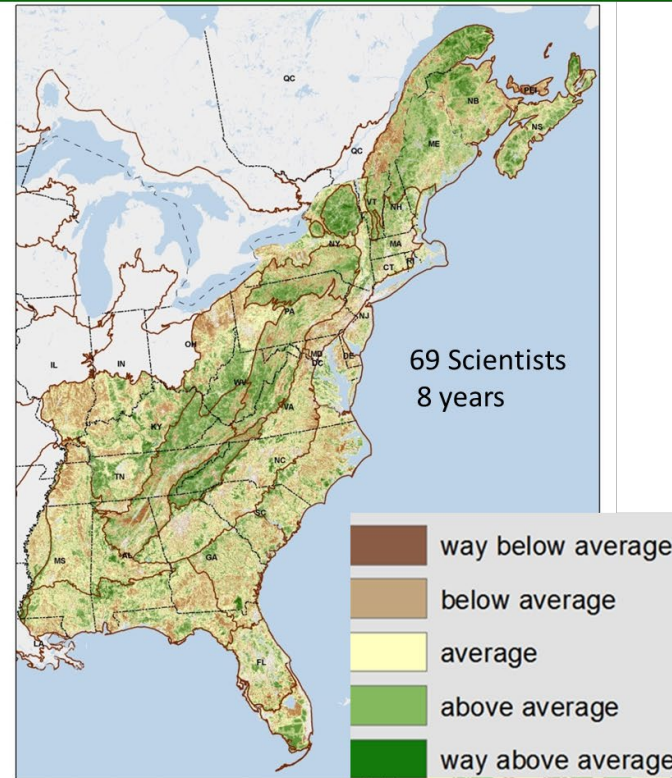 QC
NB
PEI
NS
QC
ME
VT
NH
NY
MA
CT
RI
PA
NJ
OH
MD
DC
DE
IL
IN
WV
VA
KY
NC
TN
SC
AL
GA
MS
LA
FL
69 Scientists
8 years
way below average
below average
average
above average
way above average